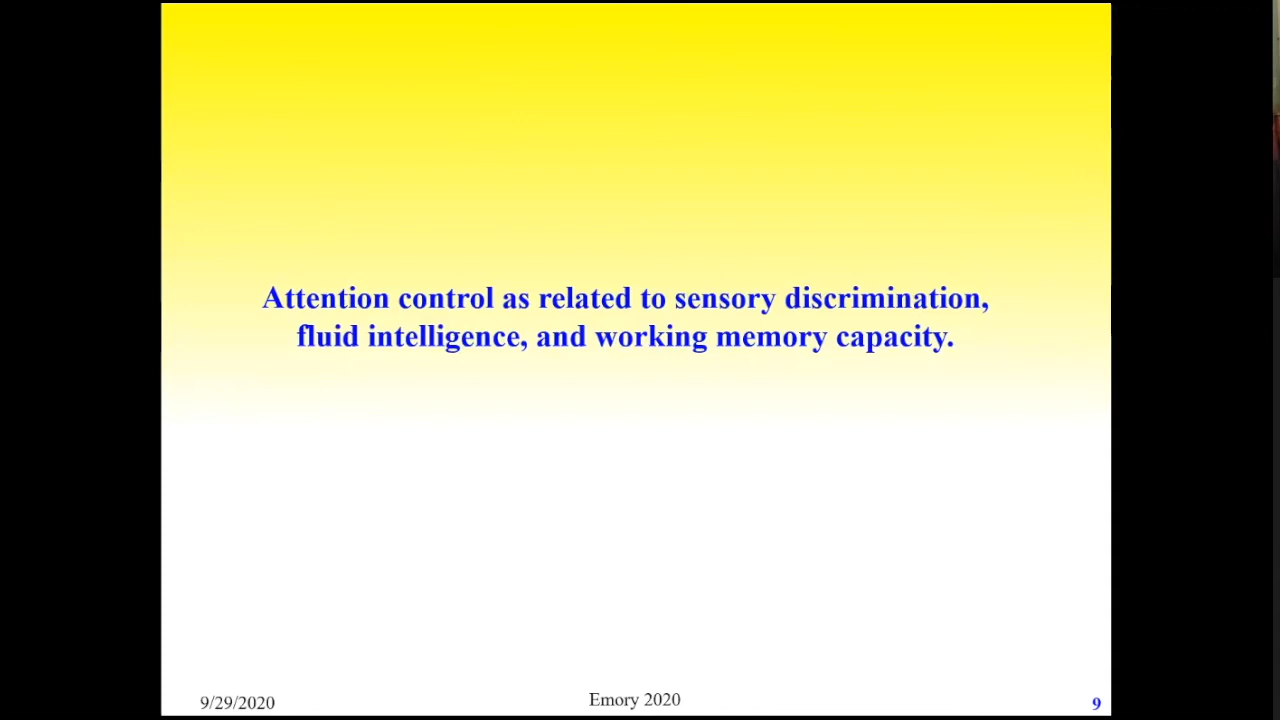 Attention control as related to sensory discrimination,
fluid intelligence, and working memory capacity.
9/29/2020
Emory 2020
9